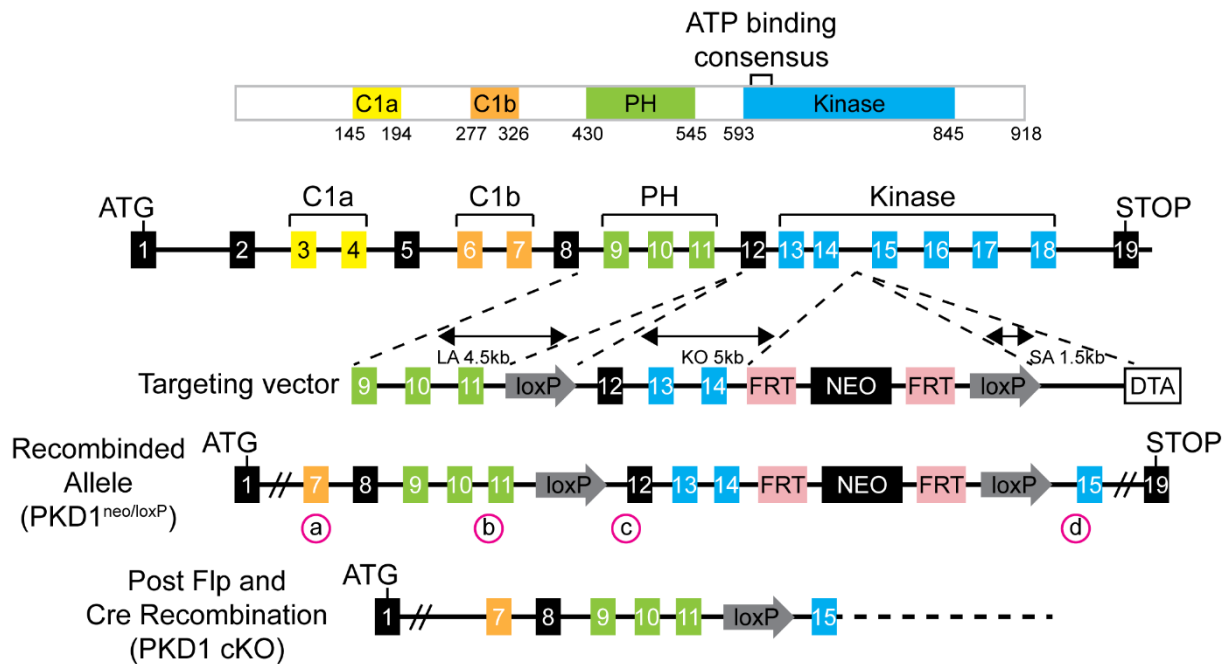 ATP binding
consensus
C1a C1b PH Kinase
145 194 277 326 430 545 593 845 918
C1a C1b PH Kinase
ATG STOP
1 2 3 4 5 6 7 8 9 10 11 12 13 14 15 16 17 18 19
LA 4.5kb KO 5kb SA 1.5kb
Targeting vector 9 10 11 loxP 12 13 14 FRT NEO FRT loxP DTA
Recombinded
Allele
(PKD1neo/loxP)
ATG STOP
1 // 7 8 9 10 11 loxP 12 13 14 FRT NEO FRT loxP 15 // 19
a b c d
Post Flp and
Cre Recombination
(PKD1 cKO)
ATG
1 // 7 8 9 10 11 loxP 15